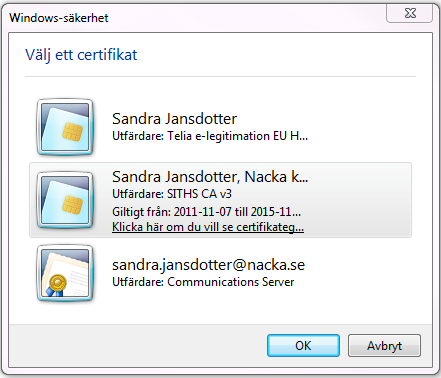 Windows-säkerhet
Välj ett certifikat
Sandra Jansdotter
Utfärdare: Telia e-legitimation EU H...
Sandra Jansdotter, Nacka k...
Utfärdare: SITHS CA v3
Giltigt från: 2011-11-07 till 2015-11...
Klicka här om du vill se certifikateg...
sandra.jansdotter@nacka.se
Utfärdare: Communications Server
OK
Avbryt